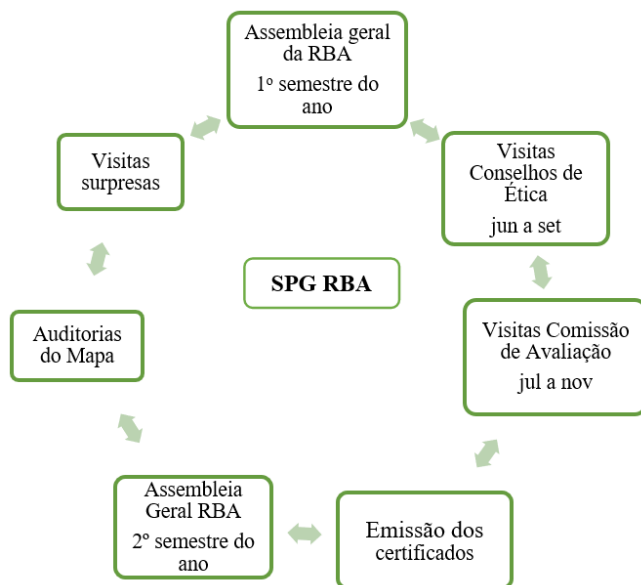 Assembleia geral
da RBA
1º semestre do
ano
Visitas
Conselhos de
Ética
jun a set
Visitas Comissão
de Avaliação
jul a nov
Emissão dos
certificados
Assembleia
Geral RBA
2º semestre do
ano
Auditorias
do Mapa
Visitas
surpresas
SPG RBA